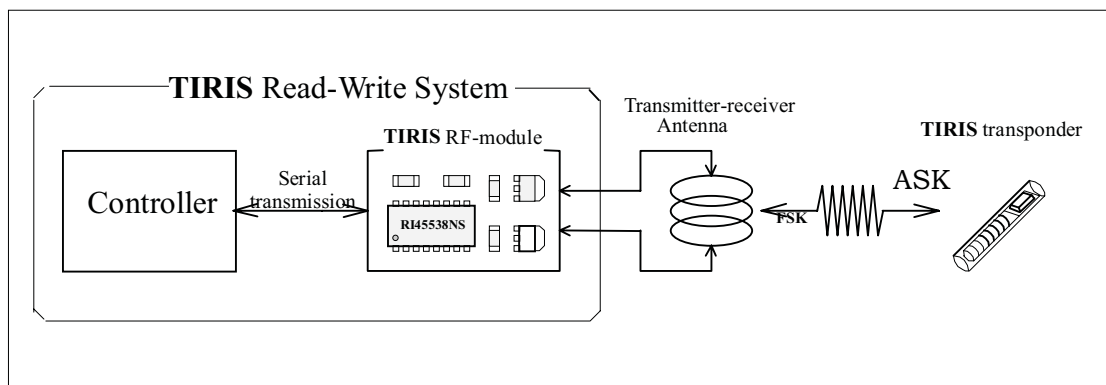 TIRIS Read-Write System
Transmitter-receiver
Antenna
TIRIS transponder
TIRIS RF-module
Controller
Serial
transmission
RI45538NS
FSK
ASK